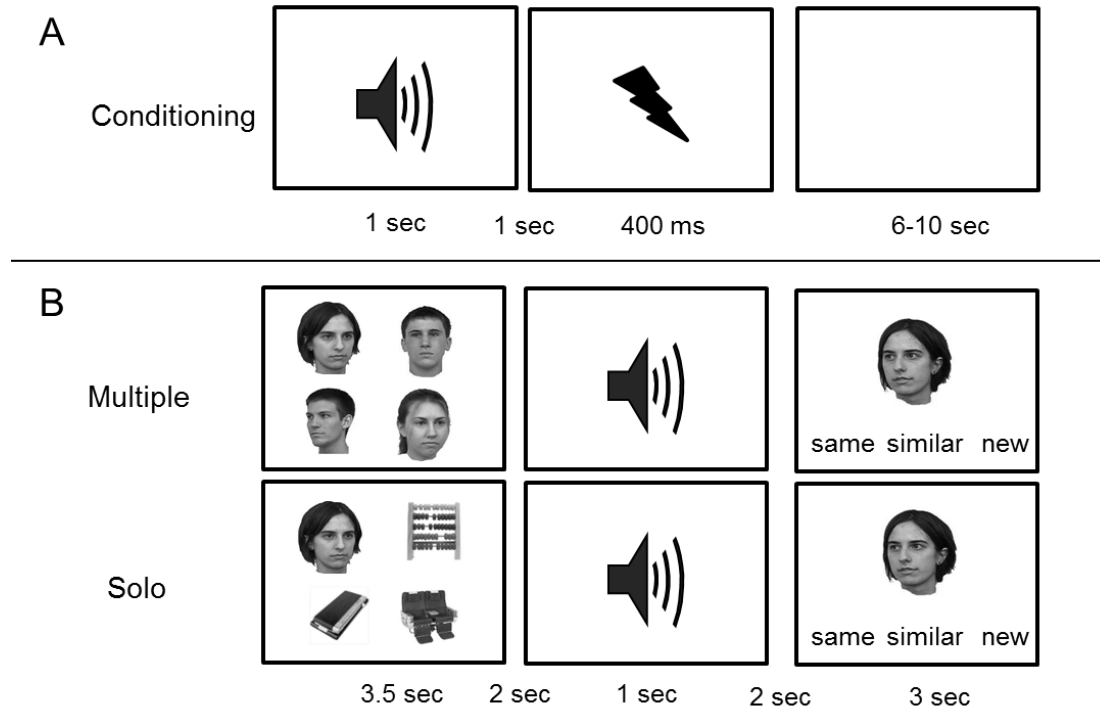 A
Conditioning
1 sec 1 sec 400 ms 6-10 sec
B
Multiple
same similar new
Solo
same similar new
3.5 sec 2 sec 1 sec 2 sec 3 sec